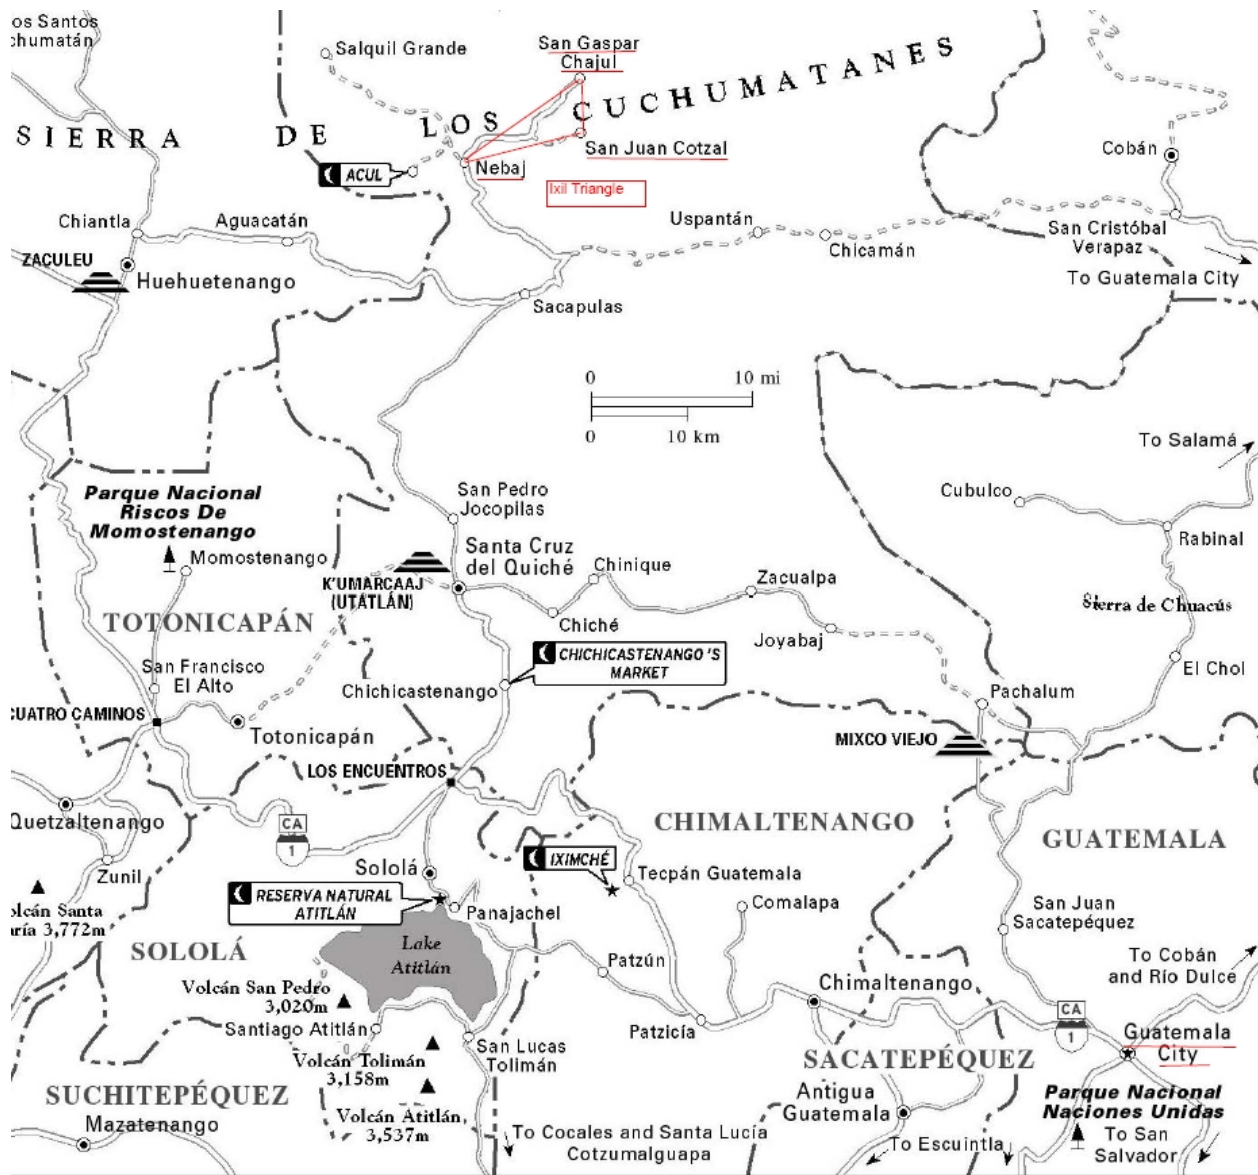 os Santos
chumatán
Salquil Grande
San Gaspar
Chajul
SIERRA DE LOS CUCHUMATANES
San Juan Cotzal
Nebaj
ACUL
Ixil Triangle
Cobán
Chiantla
Aguacatán
Uspantán
Chicamán
San Cristóbal
Verapaz
To Guatemala City
ZACULEU
Huehuetenango
Sacapulas
0 10 mi
0 10 km
To Salamá
Cubulco
Rabinal
Parque Nacional
Riscos De
Momostenango
Momostenango
San Pedro
Jocopilas
Santa Cruz
del Quiché
K'UMARCAAJ
(UTATLÁN)
Chinique
Zacualpa
Chiché
Joyabaj
Sierra de Chuacús
El Chol
TOTONICAPÁN
San Francisco
El Alto
CHICHICASTENANGO'S
MARKET
Chichicastenango
Pachalum
CUATRO CAMINOS
Totonicapán
MIXCO VIEJO
LOS ENCUENTROS
Quetzaltenango
CA
1
CHIMALTENANGO
GUATEMALA
Zunil
Sololá
IXIMCHÉ
Tecpán Guatemala
RESERVA NATURAL
ATITLÁN
Panajachel
Comalapa
San Juan
Sacatepéquez
olcán Santa
aría 3,772m
SOLOLÁ
Lake
Atitlán
Patzún
To Cobán
and Río Dulce
Volcán San Pedro
3,020m
Chimaltenango
Santiago Atitlán
Patzicía
CA
1
Guatemala
City
San Lucas
Tolimán
Volcán Tolimán
3,158m
SACATEPÉQUEZ
SUCHITEPÉQUEZ
Volcán Atitlán
3,537m
Antigua
Guatemala
Parque Nacional
Naciones Unidas
Mazatenango
To Cocales and Santa Lucía
Cotzumalguapa
To Escuintla
To San
Salvador